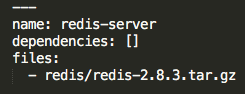 ---
name: redis-server
dependencies: []
files:
  - redis/redis-2.8.3.tar.gz